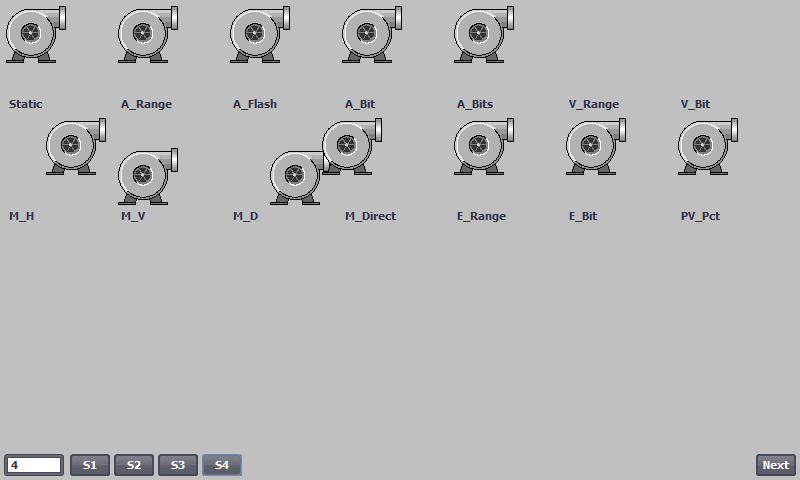 Static A_Range A_Flash A_Bit A_Bits V_Range V_Bit
M_H M_V M_D M_Direct E_Range E_Bit PV_Pct
4 S1 S2 S3 S4 Next